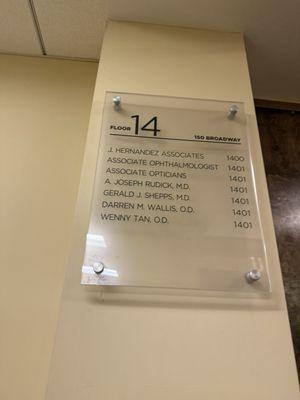 FLOOR 14 150 BROADWAY
J. HERNANDEZ ASSOCIATES 1400
ASSOCIATE OPHTHALMOLOGIST 1401
ASSOCIATE OPTICIANS 1401
A. JOSEPH RUDICK, M.D. 1401
GERALD J. SHEPPS, M.D. 1401
DARREN M. WALLIS, O.D. 1401
WENNY TAN, O.D. 1401